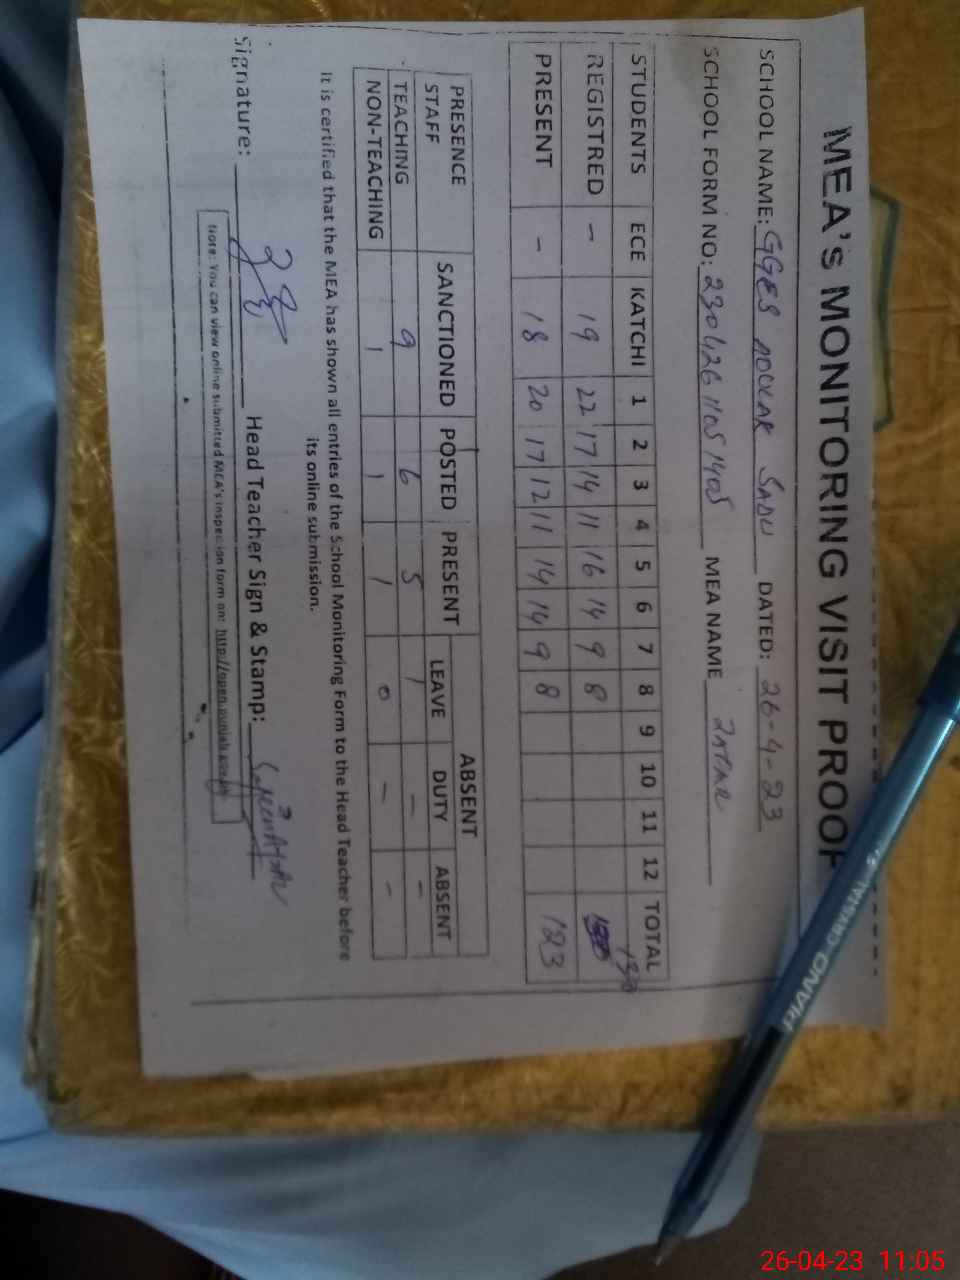 MEA's MONITORING VISIT PROOF
SCHOOL NAME: GGES DATED: 26-4-23
SCHOOL FORM NO: MEA NAME
STUDENTS ECE KATCHI 1 2 3 4 5 6 7 8 9 10 11 12 TOTAL
REGISTRED - 19 22 17 14 11 16 14 9 8
PRESENT - 18 20 17 12 11 14 14 9 8 123
PRESENCE SANCTIONED POSTED PRESENT ABSENT
STAFF LEAVE DUTY ABSENT
TEACHING 9 6 5 1 - -
NON-TEACHING 1 1 1 0 - -
It is certified that the MEA has shown all entries of the School Monitoring Form to the Head Teacher before
its online submission.
Signature: Head Teacher Sign & Stamp:
Note: You can view online submitted MEA's inspection form on:
PIANO-CRYSTAL
26-04-23 11:05